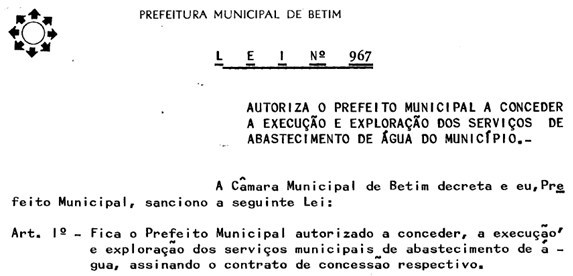 PREFEITURA MUNICIPAL DE BETIM
L E I Nº 967
AUTORIZA O PREFEITO MUNICIPAL A CONCEDER
A EXECUÇÃO E EXPLORAÇÃO DOS SERVIÇOS DE
ABASTECIMENTO DE ÁGUA DO MUNICÍPIO.-
A Câmara Municipal de Betim decreta e eu,Pre
feito Municipal, sanciono a seguinte Lei:
Art. 1º - Fica o Prefeito Municipal autorizado a conceder, a execução'
e exploração dos serviços municipais de abastecimento de á -
gua, assinando o contrato de concessão respectivo.